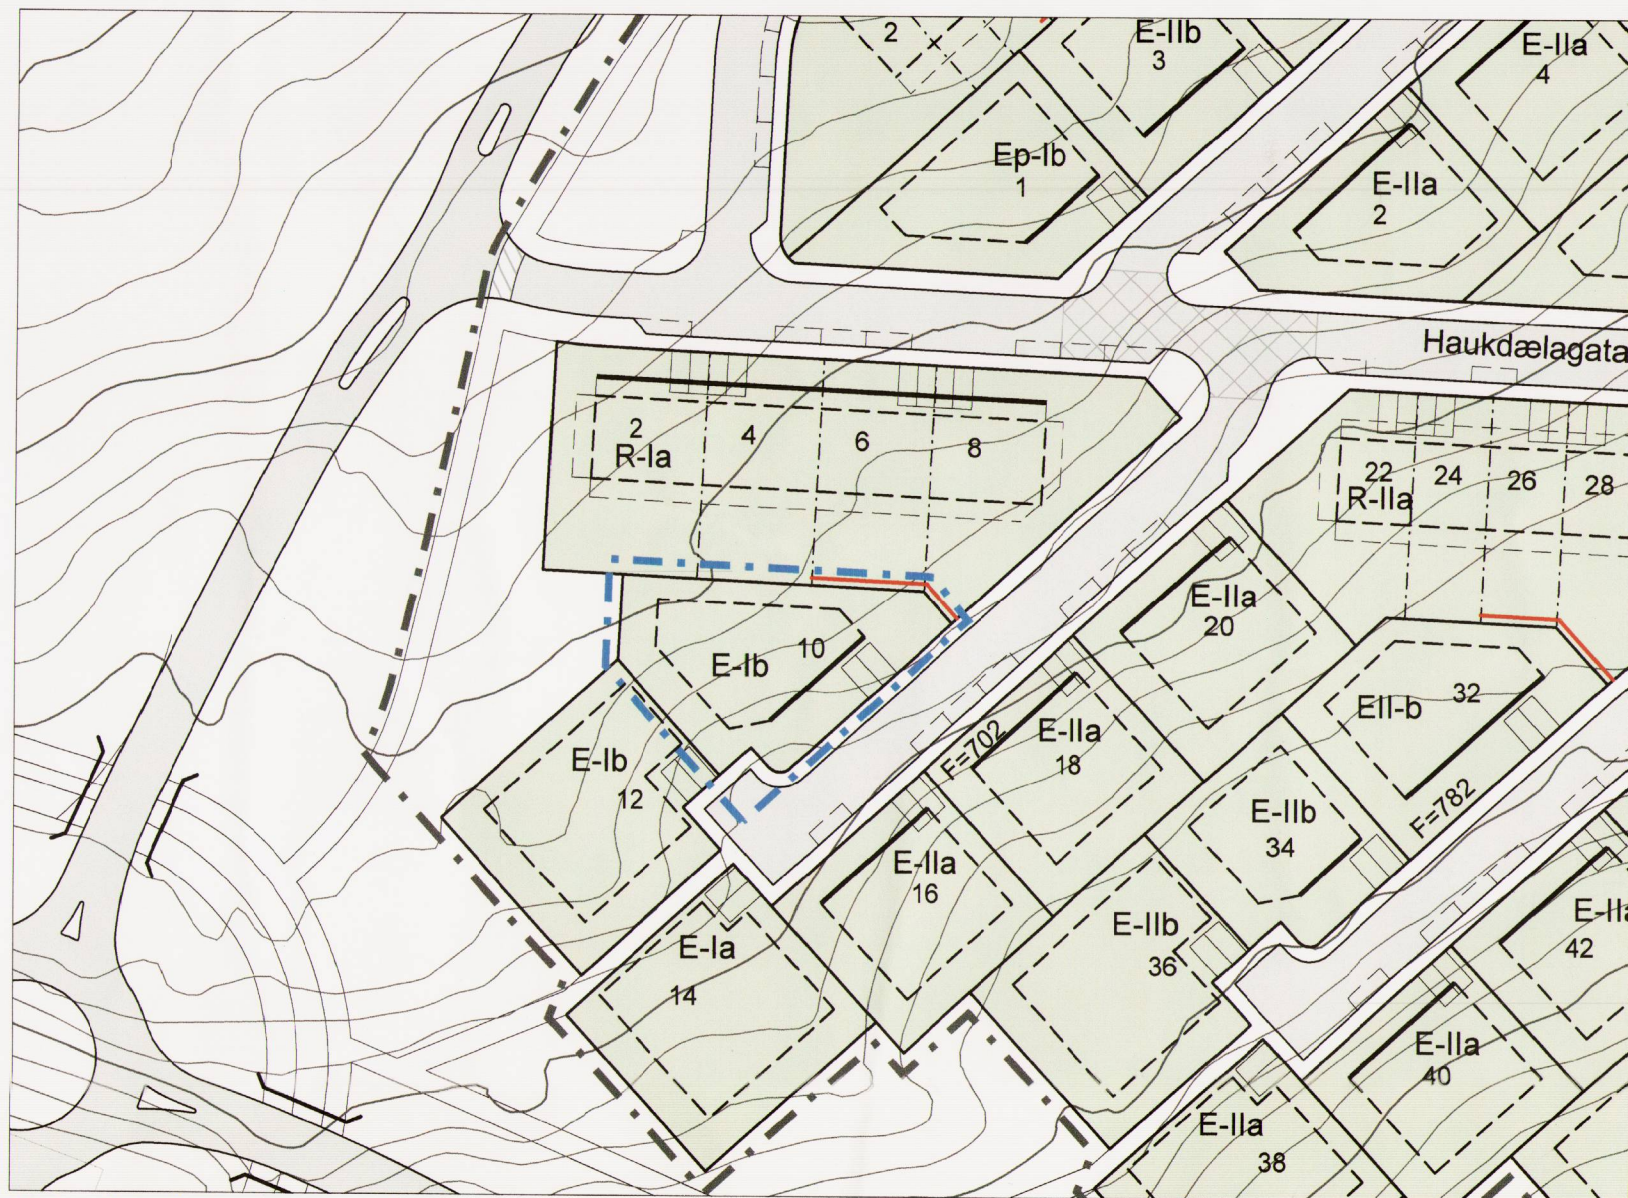 2
E-IIb
3
E-IIa
4
Ep-Ib
1
E-IIa
2
Haukdælagata
2
4
6
8
R-Ia
22
24
26
28
R-IIa
E-IIa
20
E-Ib
10
E-IIa
18
F=702
EII-b
32
E-Ib
12
E-IIb
34
F=782
E-IIa
16
E-IIa
42
E-IIb
36
E-Ia
14
E-IIa
40
E-IIa
38